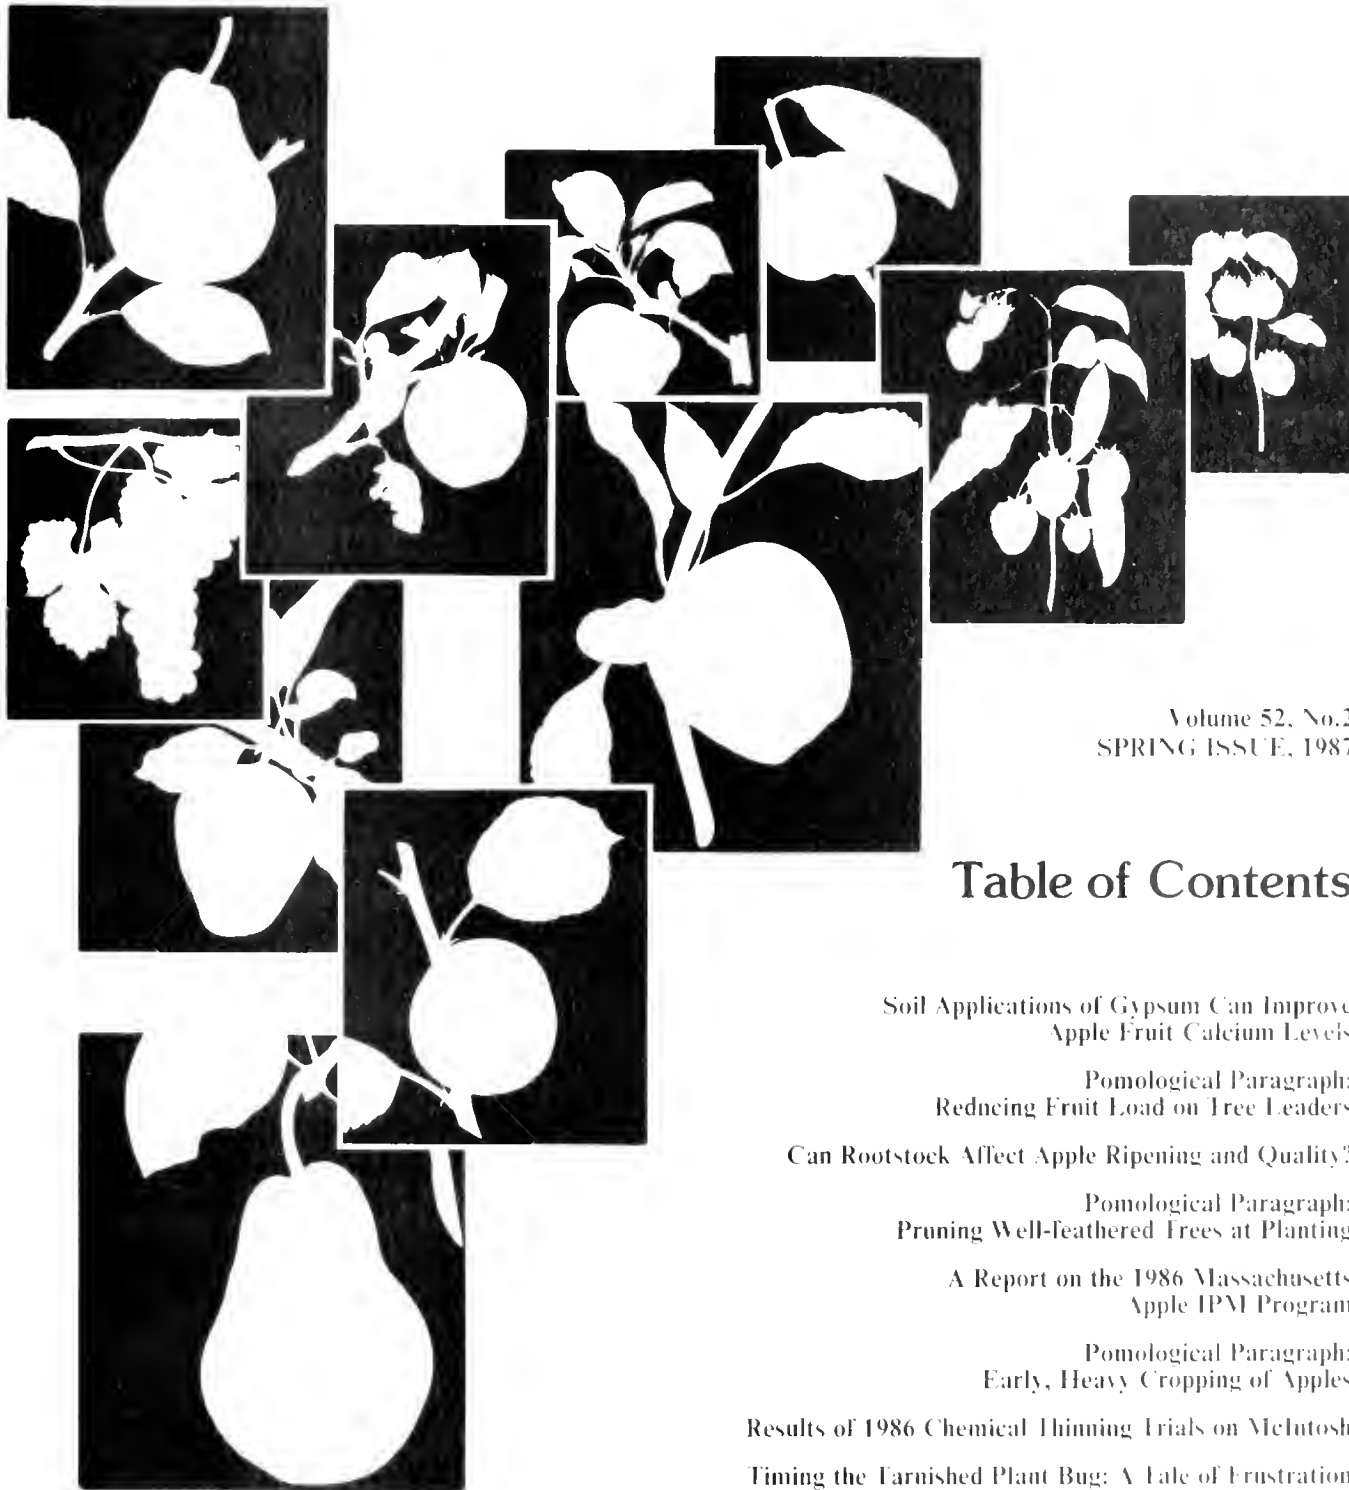 Volume 52, No.2
SPRING ISSUE, 1987
Table of Contents
Soil Applications of Gypsum Can Improve
Apple Fruit Calcium Levels
Pomological Paragraph:
Reducing Fruit Load on Tree Leaders
Can Rootstock Affect Apple Ripening and Quality?
Pomological Paragraph:
Pruning Well-feathered Trees at Planting
A Report on the 1986 Massachusetts
Apple IPM Program
Pomological Paragraph:
Early, Heavy Cropping of Apples
Results of 1986 Chemical Thinning Trials on McIntosh
Timing the Tarnished Plant Bug: A Tale of Frustration